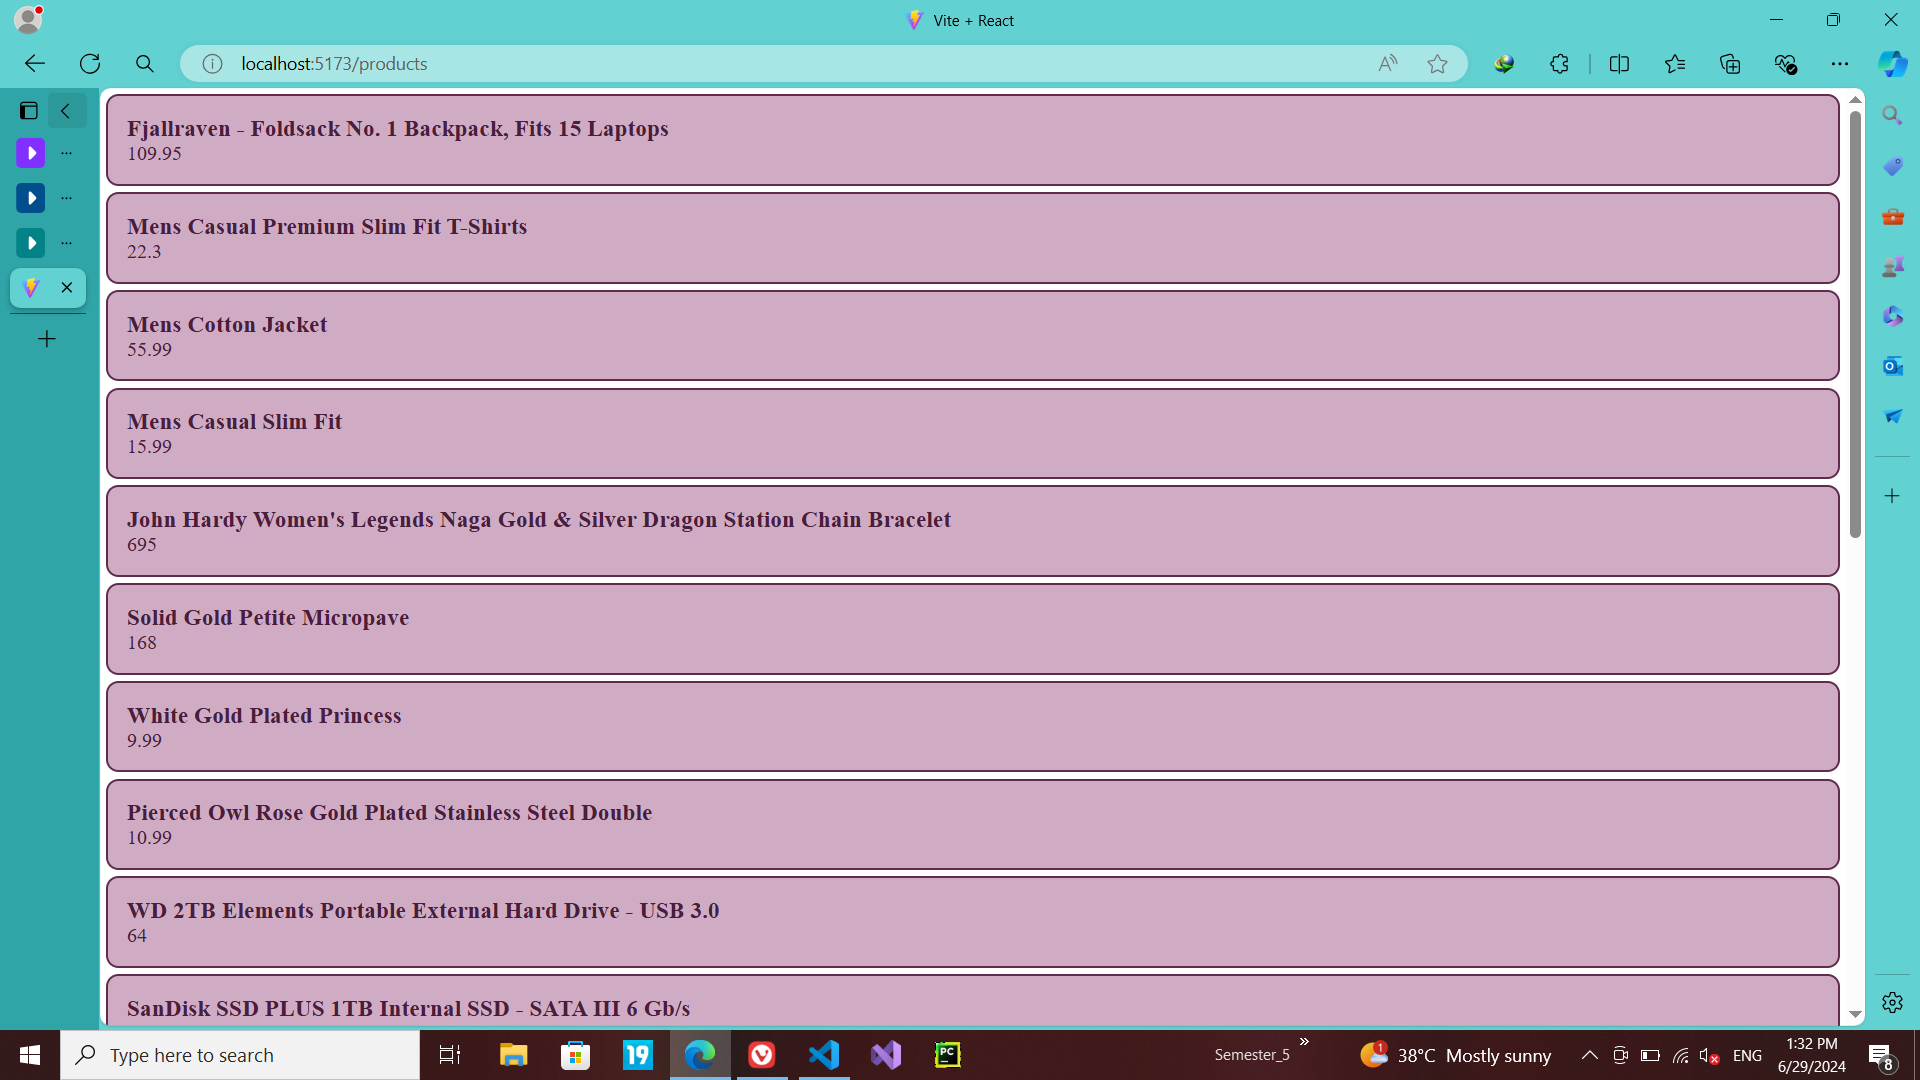 Vite + React
localhost:5173/products
Fjallraven - Foldsack No. 1 Backpack, Fits 15 Laptops
109.95
Mens Casual Premium Slim Fit T-Shirts
22.3
Mens Cotton Jacket
55.99
Mens Casual Slim Fit
15.99
John Hardy Women's Legends Naga Gold & Silver Dragon Station Chain Bracelet
695
Solid Gold Petite Micropave
168
White Gold Plated Princess
9.99
Pierced Owl Rose Gold Plated Stainless Steel Double
10.99
WD 2TB Elements Portable External Hard Drive - USB 3.0
64
SanDisk SSD PLUS 1TB Internal SSD - SATA III 6 Gb/s
Type here to search
19
PC
Semester_5
»
1
38°C Mostly sunny
ENG
1:32 PM
6/29/2024
8